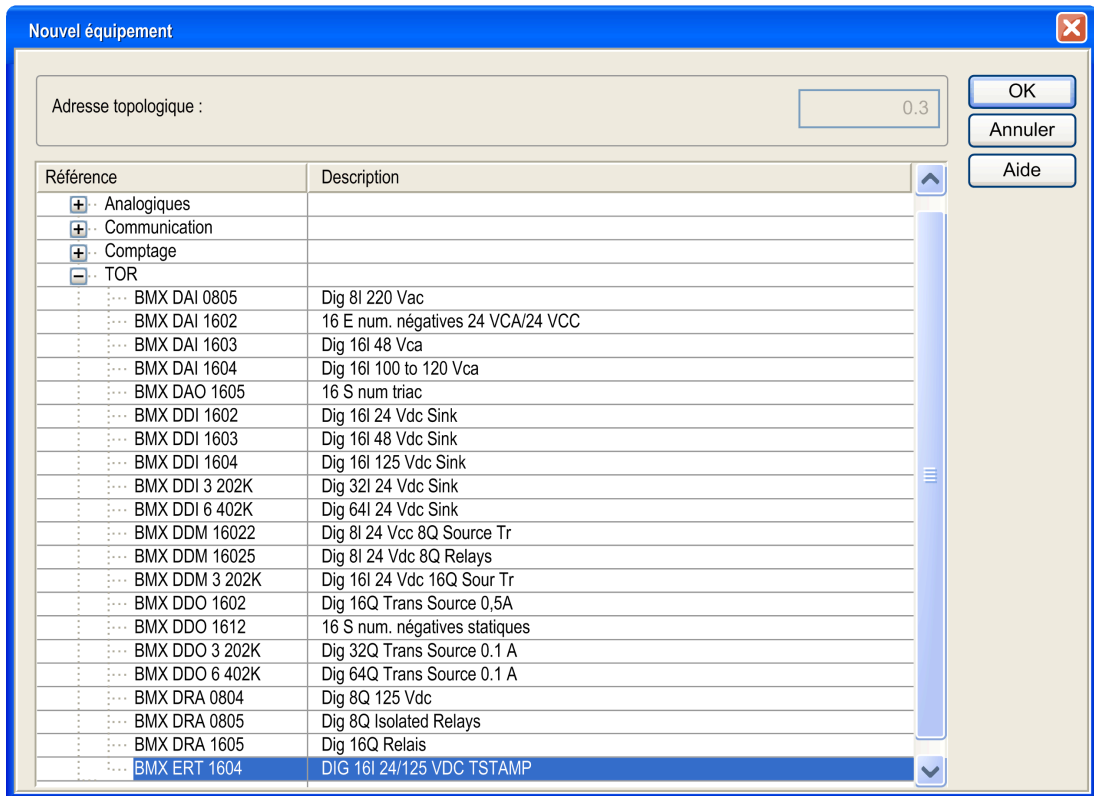 Nouvel équipement
Adresse topologique : 0.3
OK
Annuler
Aide
Référence Description
Analogiques
Communication
Comptage
TOR
BMX DAI 0805 Dig 8I 220 Vac
BMX DAI 1602 16 E num. négatives 24 VCA/24 VCC
BMX DAI 1603 Dig 16I 48 Vca
BMX DAI 1604 Dig 16I 100 to 120 Vca
BMX DAO 1605 16 S num triac
BMX DDI 1602 Dig 16I 24 Vdc Sink
BMX DDI 1603 Dig 16I 48 Vdc Sink
BMX DDI 1604 Dig 16I 125 Vdc Sink
BMX DDI 3 202K Dig 32I 24 Vdc Sink
BMX DDI 6 402K Dig 64I 24 Vdc Sink
BMX DDM 16022 Dig 8I 24 Vcc 8Q Source Tr
BMX DDM 16025 Dig 8I 24 Vdc 8Q Relays
BMX DDM 3 202K Dig 16I 24 Vdc 16Q Sour Tr
BMX DDO 1602 Dig 16Q Trans Source 0,5A
BMX DDO 1612 16 S num. négatives statiques
BMX DDO 3 202K Dig 32Q Trans Source 0.1 A
BMX DDO 6 402K Dig 64Q Trans Source 0.1 A
BMX DRA 0804 Dig 8Q 125 Vdc
BMX DRA 0805 Dig 8Q Isolated Relays
BMX DRA 1605 Dig 16Q Relais
BMX ERT 1604 DIG 16I 24/125 VDC TSTAMP